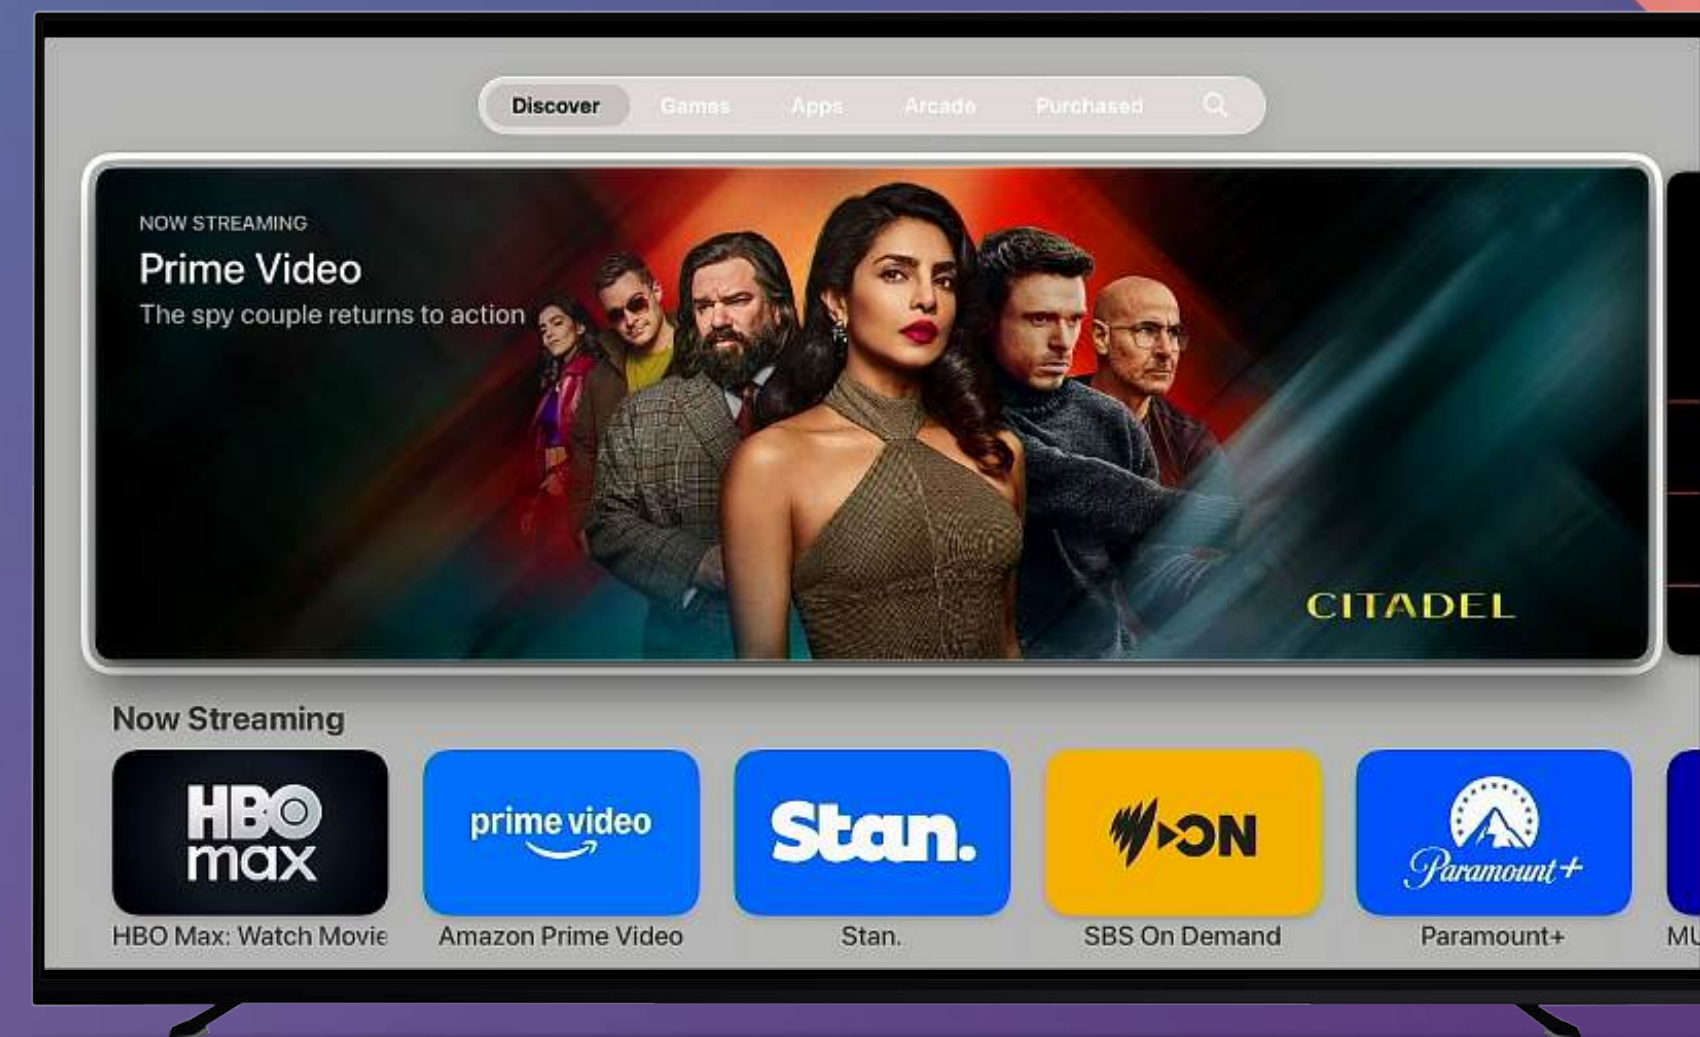 Discover Games Apps Arcade Purchased
NOW STREAMING
Prime Video
The spy couple returns to action
CITADEL
Now Streaming
HBO
max
prime video
Stan.
ON
Paramount+
HBO Max: Watch Movie
Amazon Prime Video
Stan.
SBS On Demand
Paramount+
MU